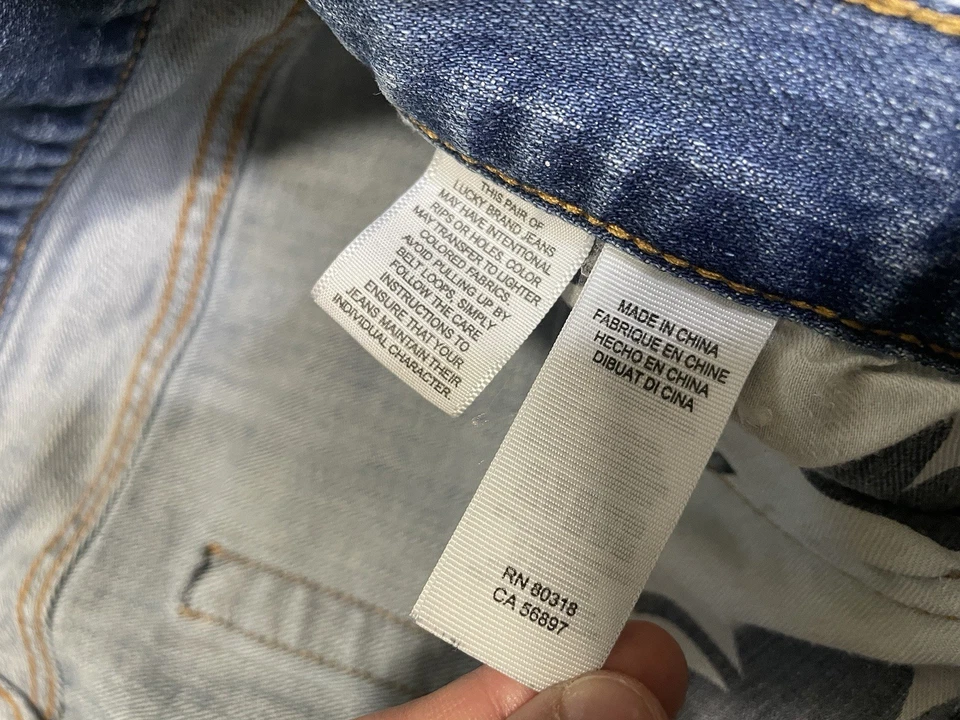 THIS PAIR OF
LUCKY BRAND JEANS
MAY HAVE INTENTIONAL
RIPS OR HOLES. COLOR
MAY TRANSFER TO LIGHTER
COLORED FABRICS.
AVOID PULLING UP BY
BELT LOOPS, SIMPLY
FOLLOW THE CARE
INSTRUCTIONS TO
ENSURE THAT YOUR
JEANS MAINTAIN THEIR
INDIVIDUAL CHARACTER.
MADE IN CHINA
FABRIQUE EN CHINE
HECHO EN CHINA
DIBUAT DI CINA
RN 80318
CA 56897